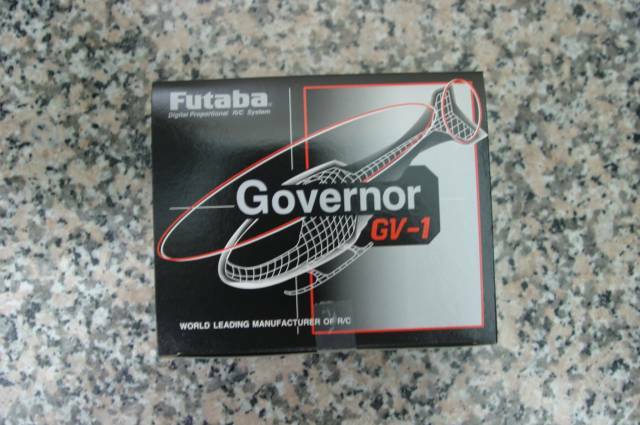 Futaba
Digital Proportional R/C System
Governor
GV-1
WORLD LEADING MANUFACTURER OF R/C